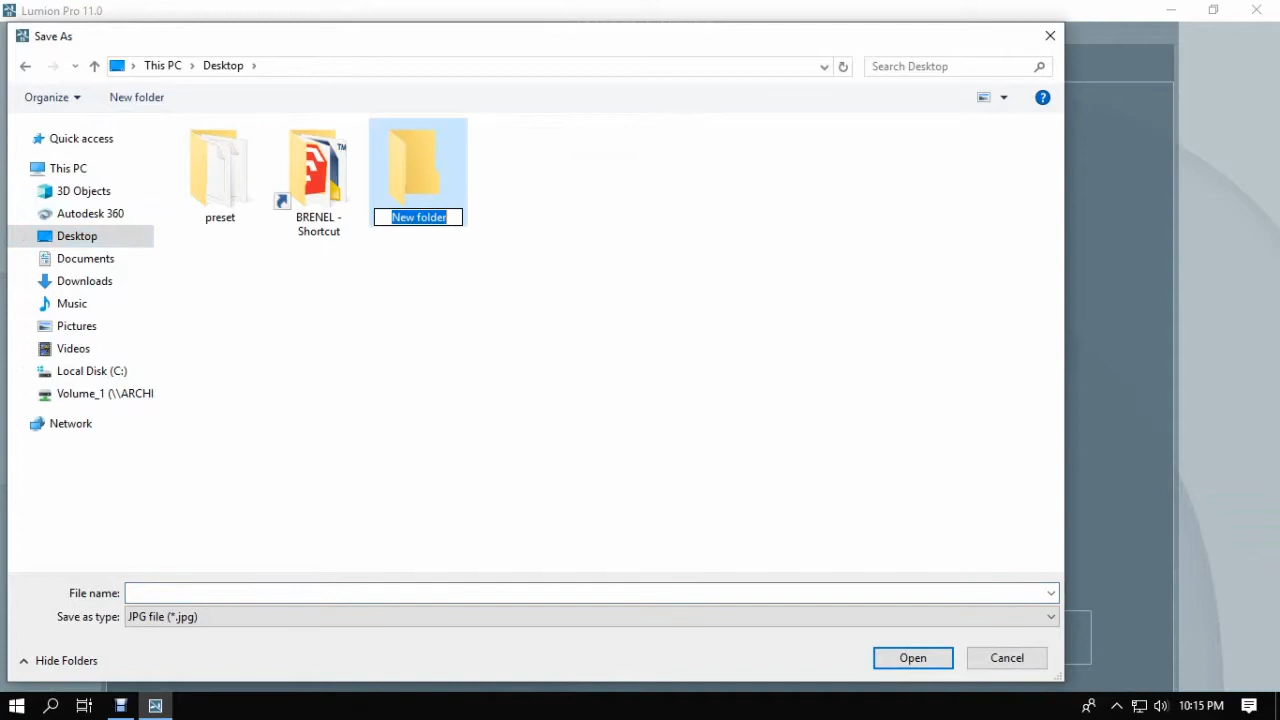 Lumion Pro 11.0
Save As
This PC
Desktop
Search Desktop
Organize
New folder
Quick access
This PC
3D Objects
Autodesk 360
Desktop
Documents
Downloads
Music
Pictures
Videos
Local Disk (C:)
Volume_1 (\\ARCHI
Network
preset
TM
BRENEL -
Shortcut
New folder
File name:
Save as type:
JPG file (*.jpg)
Hide Folders
Open
Cancel
10:15 PM